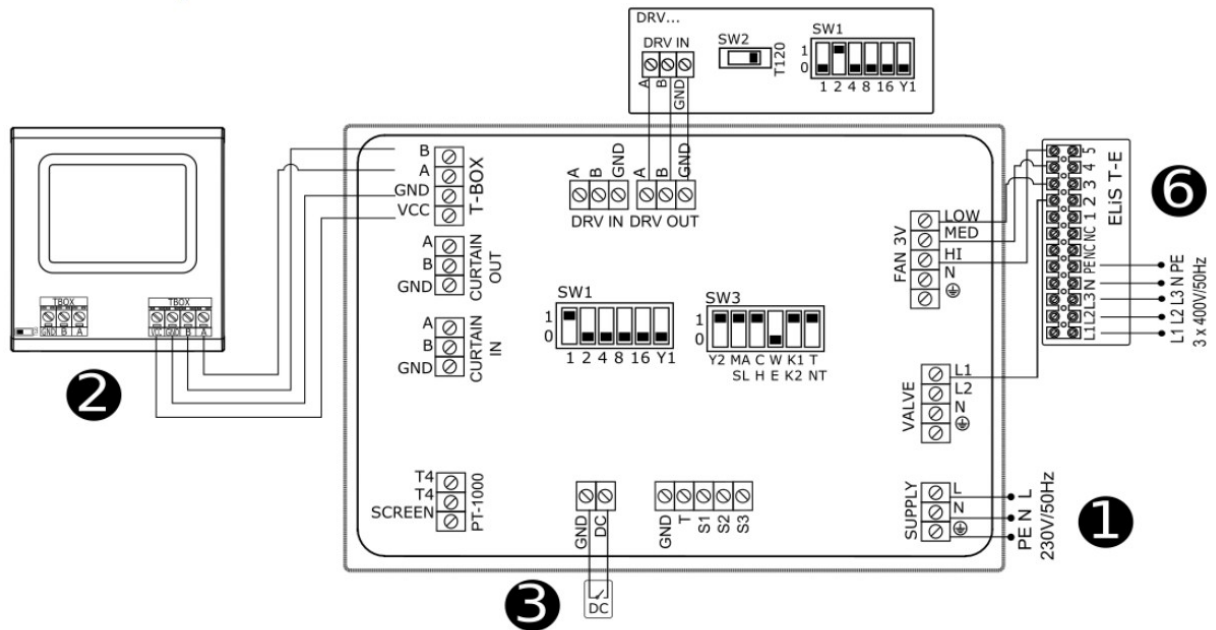 DRV...
DRV IN
SW2
SW1
T120
1
0
1 2 4 8 16 Y1
A
B
GND
B
A
GND
VCC
T-BOX
A
B
GND
DRV IN
A
B
GND
DRV OUT
A
B
GND
CURTAIN
OUT
A
B
GND
CURTAIN
IN
SW1
1
0
1 2 4 8 16 Y1
SW3
1
0
Y2 MA C W K1 T
SL H E K2 NT
LOW
MED
HI
N
FAN 3V
L1
L2
N
VALVE
L
N
SUPPLY
PE N L
230V/50Hz
1
5
4
3
2
1
NC
NC
PE
N
L3
L2
L1
ELiS T-E
6
L1 L2 L3 N PE
3 x 400V/50Hz
TBOX
GND B A
TBOX
VCC GND B A
2
T4
T4
SCREEN
PT-1000
GND
DC
DC
3
GND
T
S1
S2
S3